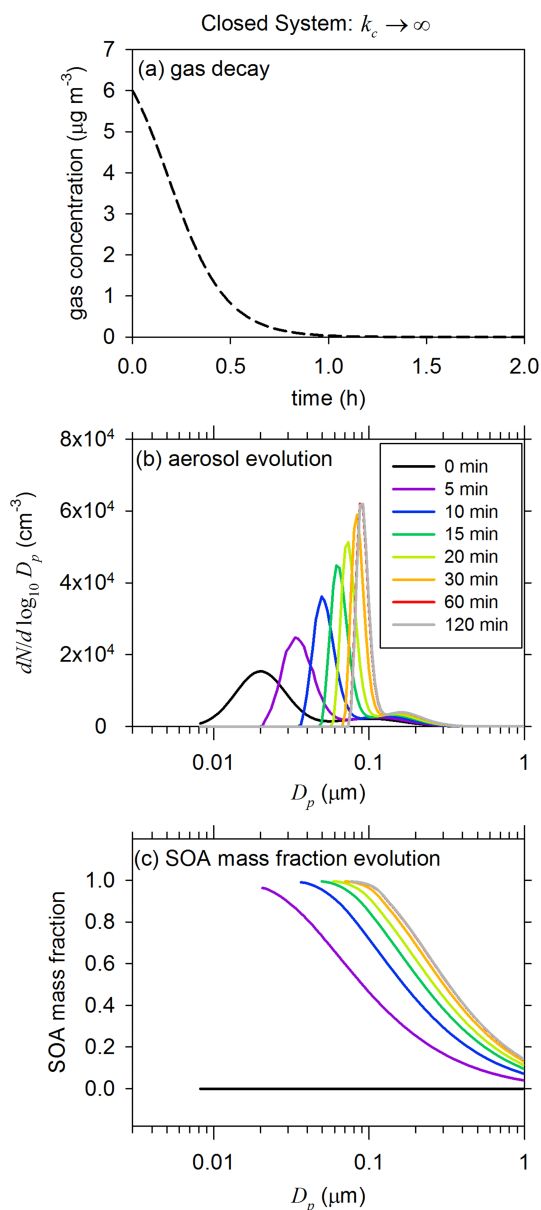 Closed System: k_c → ∞
(a) gas decay
gas concentration (μg m⁻³)
7
6
5
4
3
2
1
0
0.0 0.5 1.0 1.5 2.0
time (h)
(b) aerosol evolution
dN/d log₁₀ D_p (cm⁻³)
8x10⁴
6x10⁴
4x10⁴
2x10⁴
0
0 min
5 min
10 min
15 min
20 min
30 min
60 min
120 min
0.01 0.1 1
D_p (μm)
(c) SOA mass fraction evolution
SOA mass fraction
1.0
0.8
0.6
0.4
0.2
0.0
0.01 0.1 1
D_p (μm)